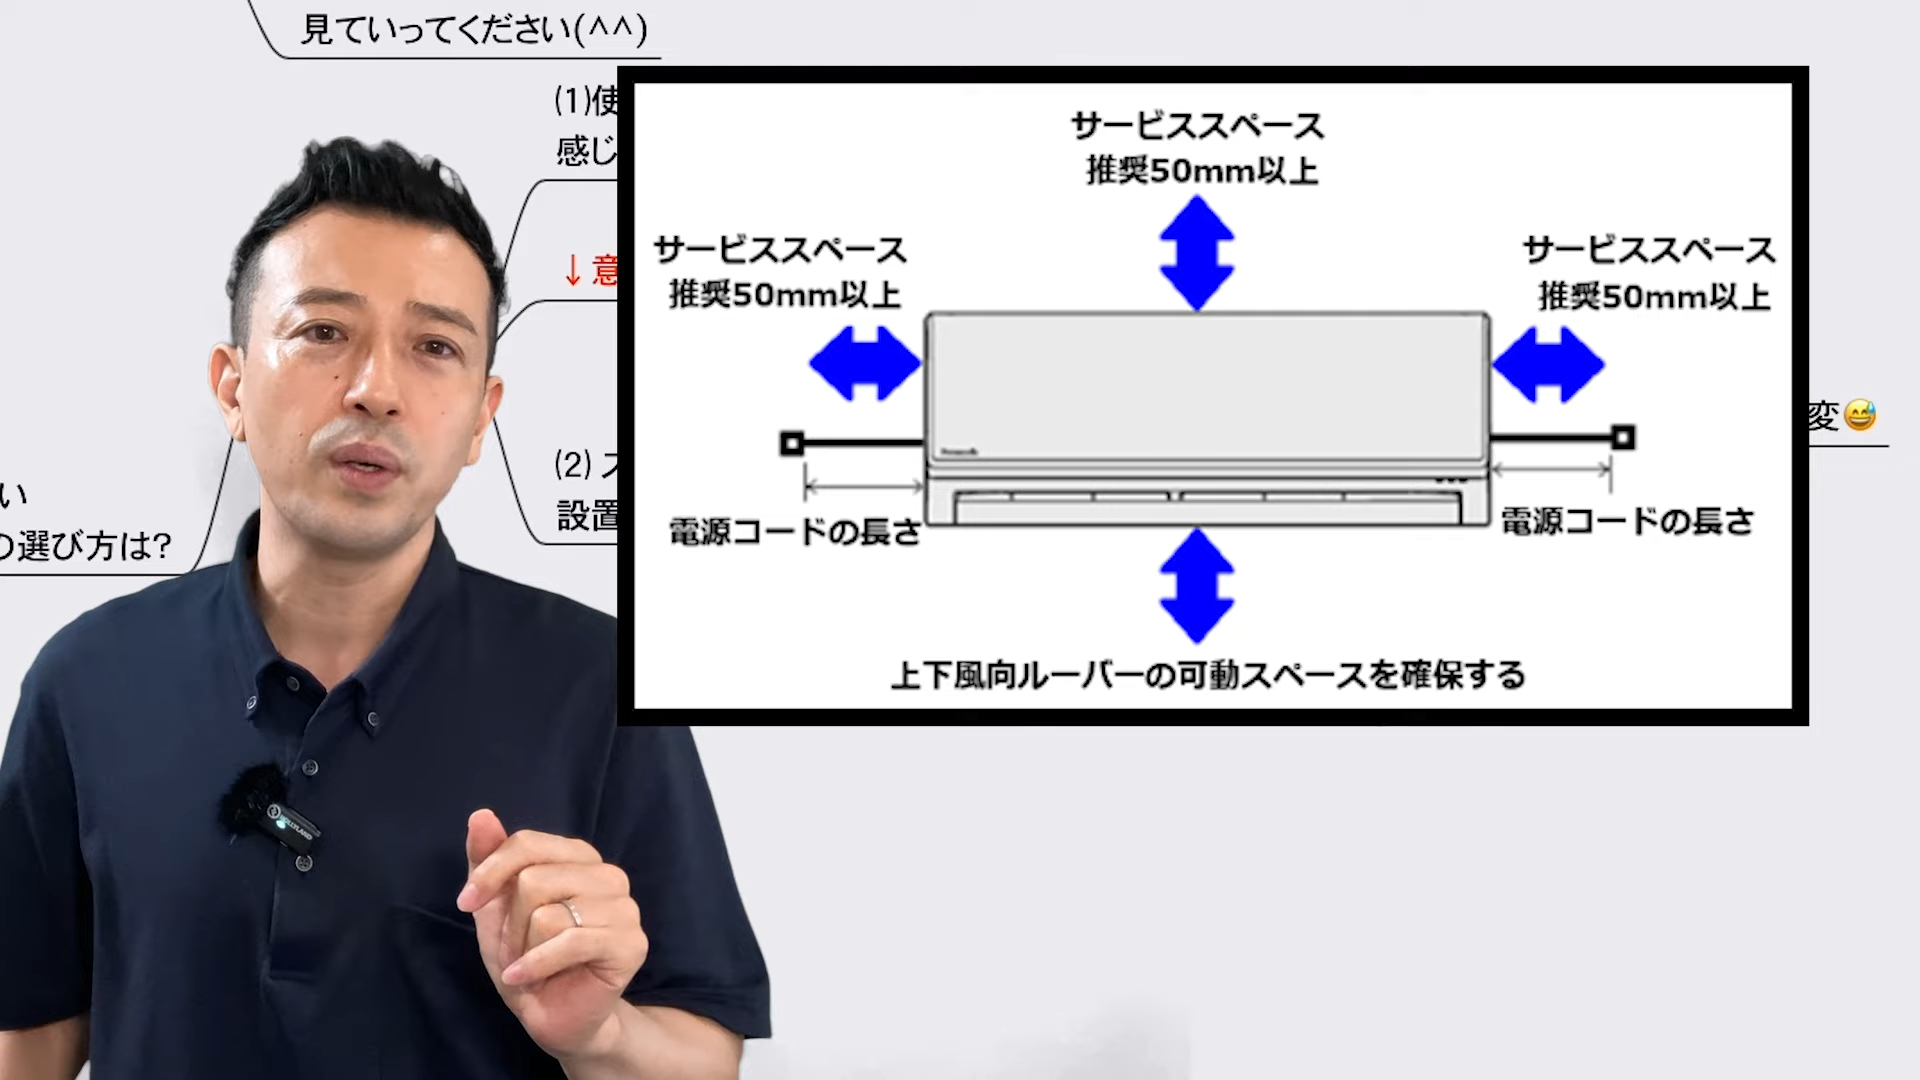 見ていってください(^^)
(1)使
感じ
↓意
(2)
設置
い
の選び方は?
変😅
サービススペース
推奨50mm以上
サービススペース
推奨50mm以上
サービススペース
推奨50mm以上
電源コードの長さ
電源コードの長さ
上下風向ルーバーの可動スペースを確保する
HOLLYLAND